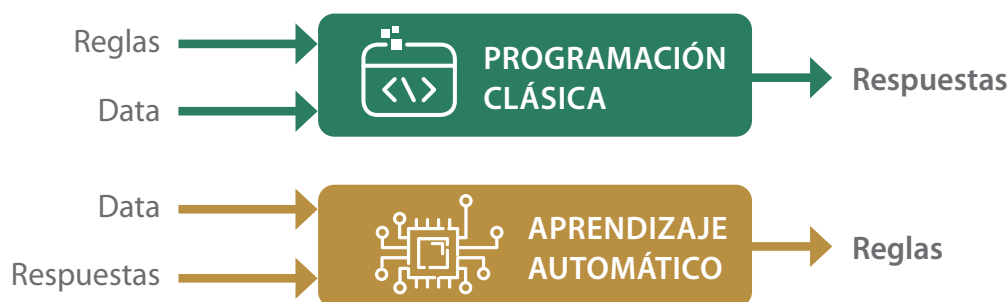 Reglas
Data
PROGRAMACIÓN
CLÁSICA
Respuestas
Data
Respuestas
APRENDIZAJE
AUTOMÁTICO
Reglas